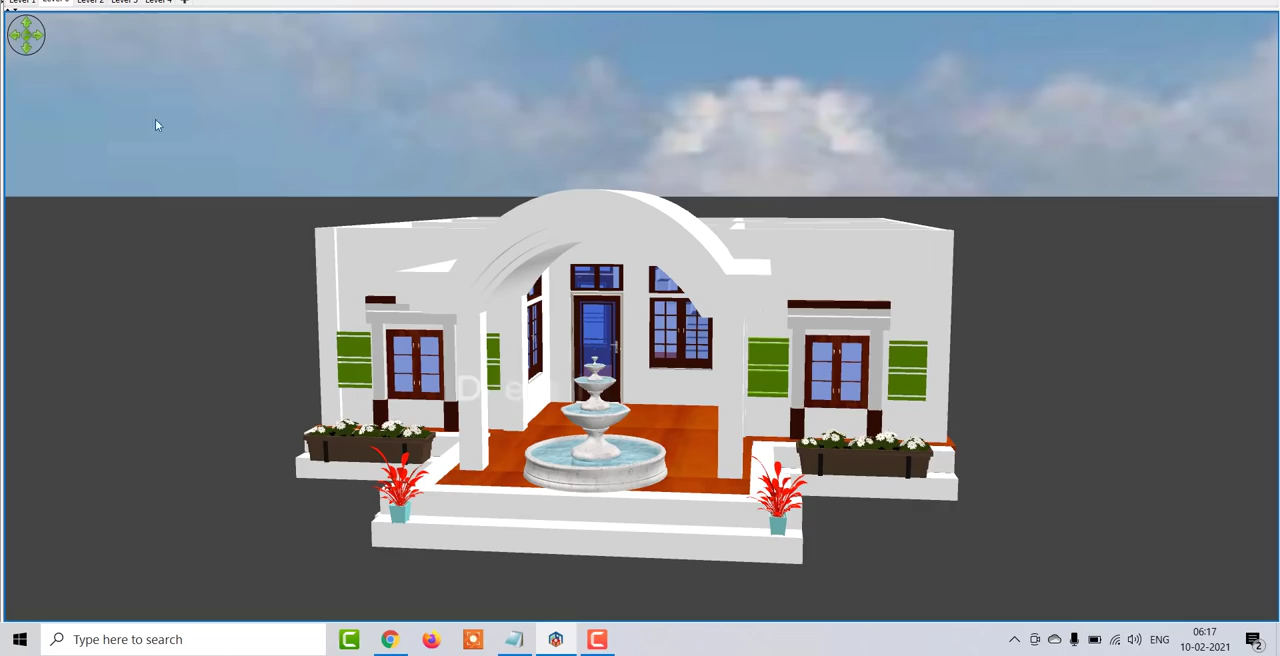 Level 1 Level 2 Level 3 Level 4
Type here to search
ENG
06:17
10-02-2021
2